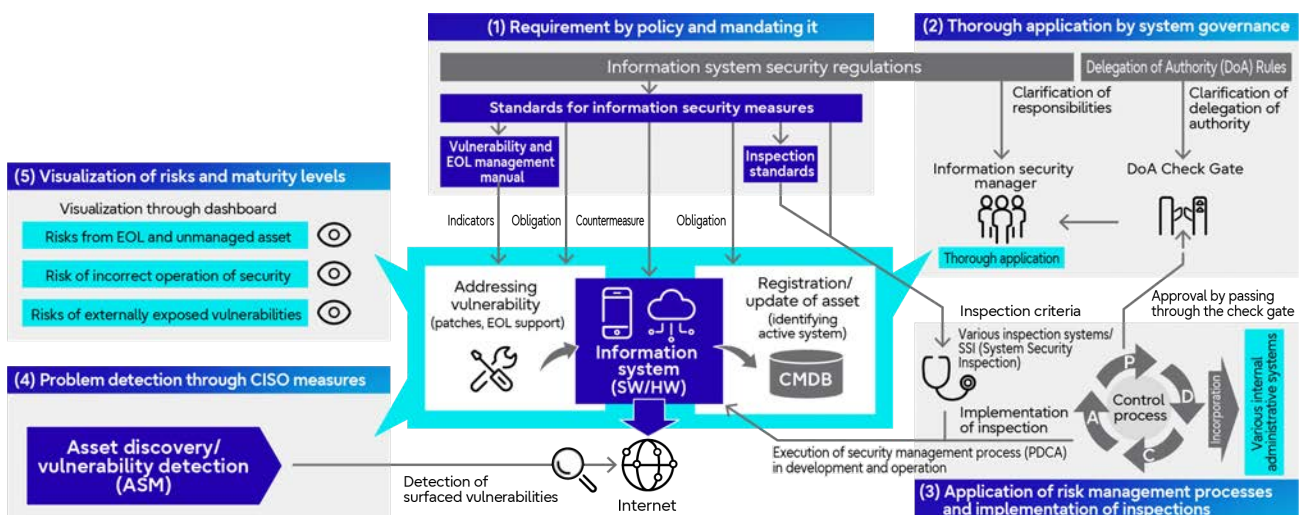 (1) Requirement by policy and mandating it
Information system security regulations
Standards for information security measures
Vulnerability and
EOL management
manual
Inspection
standards
Indicators
Obligation
Countermeasure
Obligation
(2) Thorough application by system governance
Delegation of Authority (DoA) Rules
Clarification of
responsibilities
Clarification of
delegation of
authority
Information security
manager
DoA Check Gate
Thorough application
(5) Visualization of risks and maturity levels
Visualization through dashboard
Risks from EOL and unmanaged asset
Risk of incorrect operation of security
Risks of externally exposed vulnerabilities
Addressing
vulnerability
(patches, EOL support)
Information
system
(SW/HW)
Registration/
update of asset
(identifying
active system)
CMDB
Inspection criteria
Approval by passing
through the check gate
Various inspection systems/
SSI (System Security
Inspection)
P
D
C
A
Control
process
Incorporation
Various internal
administrative systems
Implementation
of inspection
Execution of security management process (PDCA)
in development and operation
(3) Application of risk management processes
and implementation of inspections
(4) Problem detection through CISO measures
Asset discovery/
vulnerability detection
(ASM)
Detection of
surfaced vulnerabilities
Internet